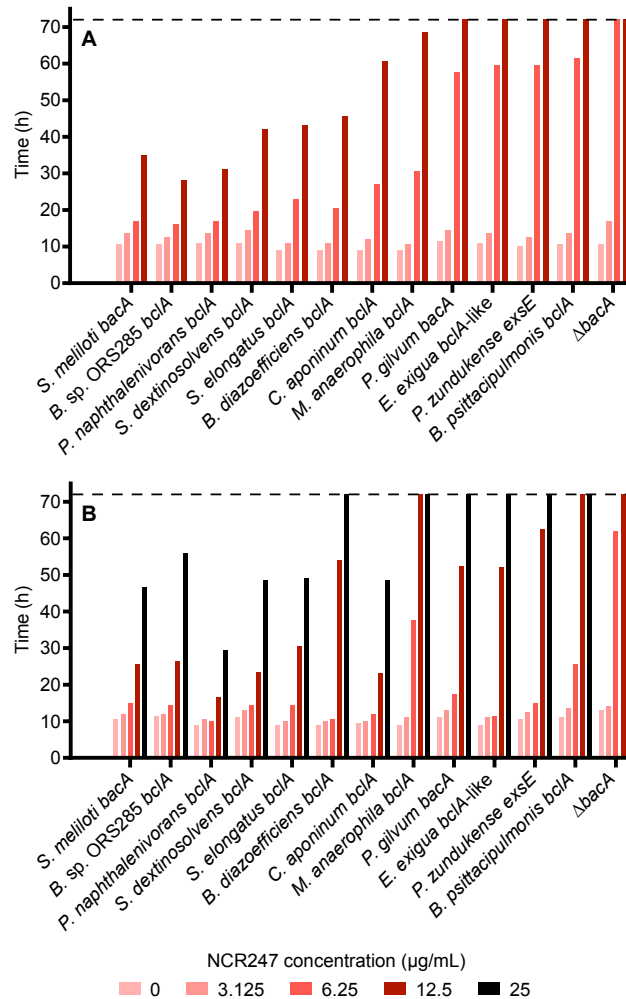 A
Time (h)
70
60
50
40
30
20
10
0
S. meliloti bacA
B. sp. ORS285 bclA
P. naphthalenivorans bclA
S. dextinosolvens bclA
S. elongatus bclA
B. diazoefficiens bclA
C. aponinum bclA
M. anaerophila bclA
P. gilvum bacA
E. exigua bclA-like
P. zundukense exsE
B. psittacipulmonis bclA
ΔbacA
B
Time (h)
70
60
50
40
30
20
10
0
S. meliloti bacA
B. sp. ORS285 bclA
P. naphthalenivorans bclA
S. dextinosolvens bclA
S. elongatus bclA
B. diazoefficiens bclA
C. aponinum bclA
M. anaerophila bclA
P. gilvum bacA
E. exigua bclA-like
P. zundukense exsE
B. psittacipulmonis bclA
ΔbacA
NCR247 concentration (µg/mL)
0 3.125 6.25 12.5 25